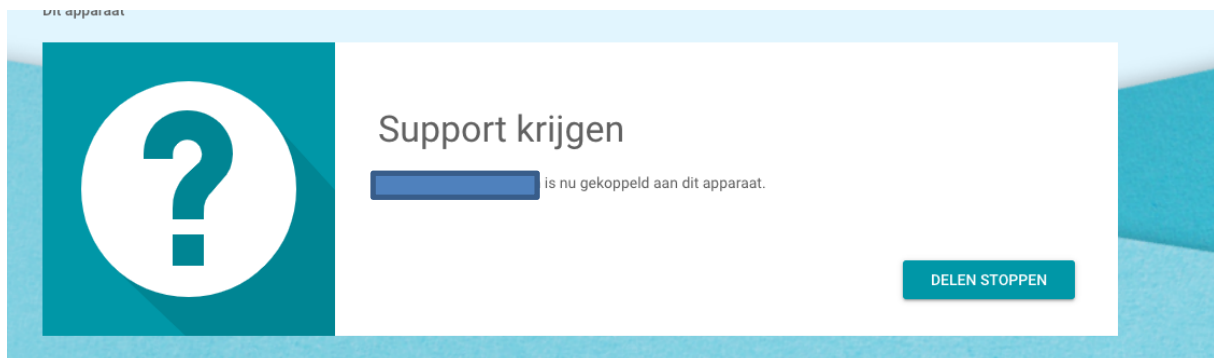 Dit apparaat
Support krijgen
is nu gekoppeld aan dit apparaat.
DELEN STOPPEN